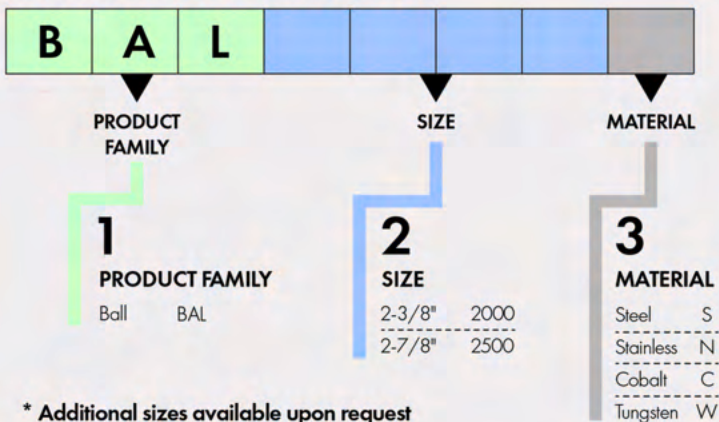 B A L
PRODUCT FAMILY
SIZE
MATERIAL
1
PRODUCT FAMILY
Ball BAL
2
SIZE
2-3/8" 2000
2-7/8" 2500
3
MATERIAL
Steel S
Stainless N
Cobalt C
Tungsten W
* Additional sizes available upon request